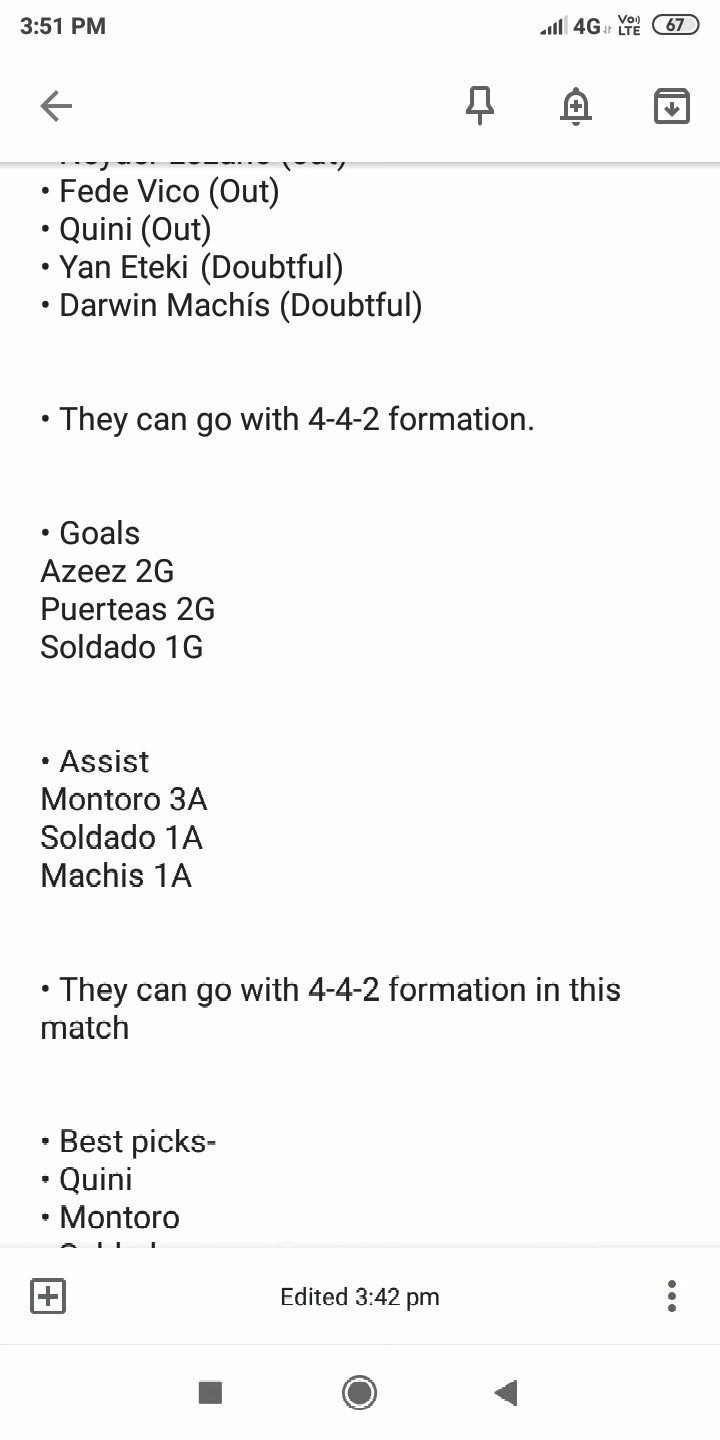 3:51 PM
4G Vo) LTE 67
• Fede Vico (Out)
• Quini (Out)
• Yan Eteki (Doubtful)
• Darwin Machís (Doubtful)
• They can go with 4-4-2 formation.
• Goals
Azeez 2G
Puerteas 2G
Soldado 1G
• Assist
Montoro 3A
Soldado 1A
Machis 1A
• They can go with 4-4-2 formation in this
match
• Best picks-
• Quini
• Montoro
Edited 3:42 pm